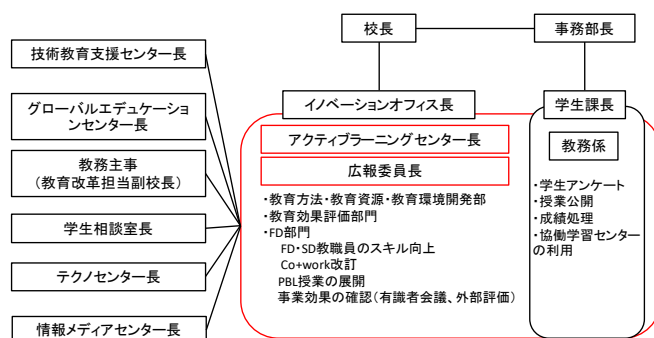 校長
事務部長
技術教育支援センター長
グローバルエデュケーショ
ンセンター長
教務主事
（教育改革担当副校長）
学生相談室長
テクノセンター長
情報メディアセンター長
イノベーションオフィス長
アクティブラーニングセンター長
広報委員長
・教育方法・教育資源・教育環境開発部
・教育効果評価部門
・FD部門
FD・SD教職員のスキル向上
Co+work改訂
PBL授業の展開
事業効果の確認（有識者会議、外部評価）
学生課長
教務係
・学生アンケート
・授業公開
・成績処理
・協働学習センター
の利用